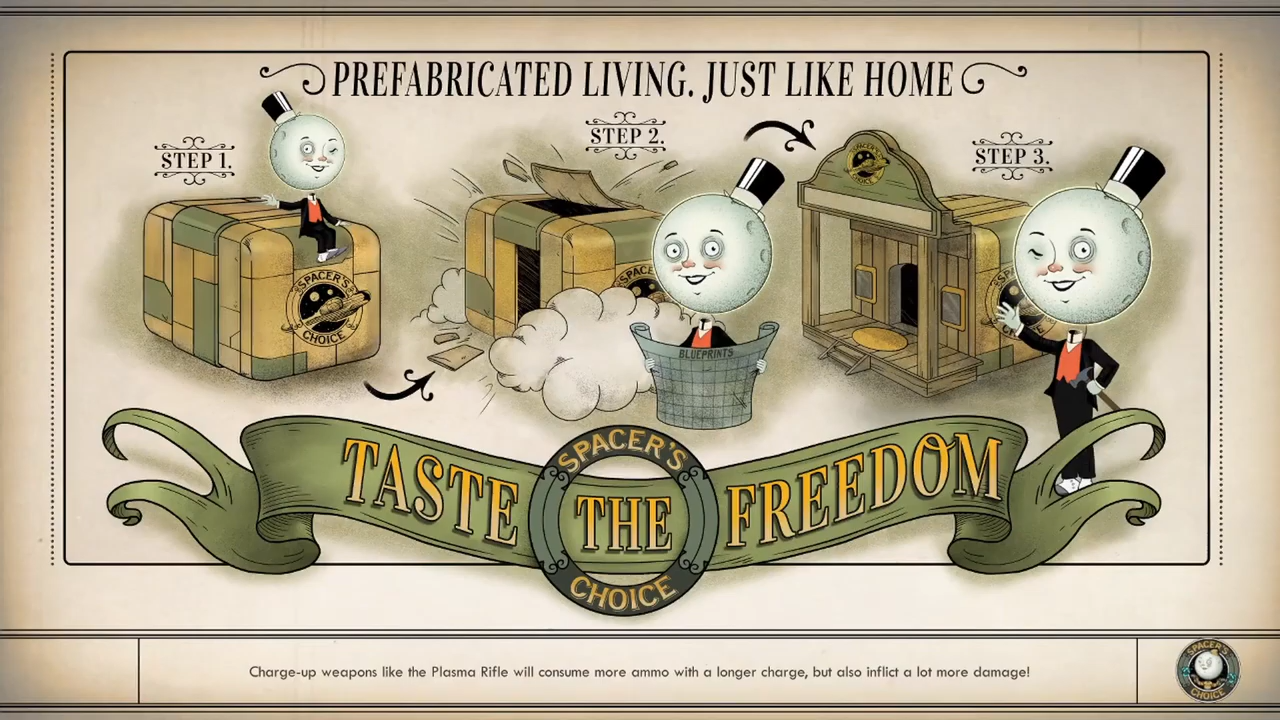 PREFABRICATED LIVING. JUST LIKE HOME
STEP 1.
STEP 2.
STEP 3.
SPACER'S
CHOICE
SPACER'S
BLUEPRINTS
SPACER'S
CHOICE
SPACER'S
TASTE THE FREEDOM
CHOICE
Charge-up weapons like the Plasma Rifle will consume more ammo with a longer charge, but also inflict a lot more damage!
SPACER'S
CHOICE